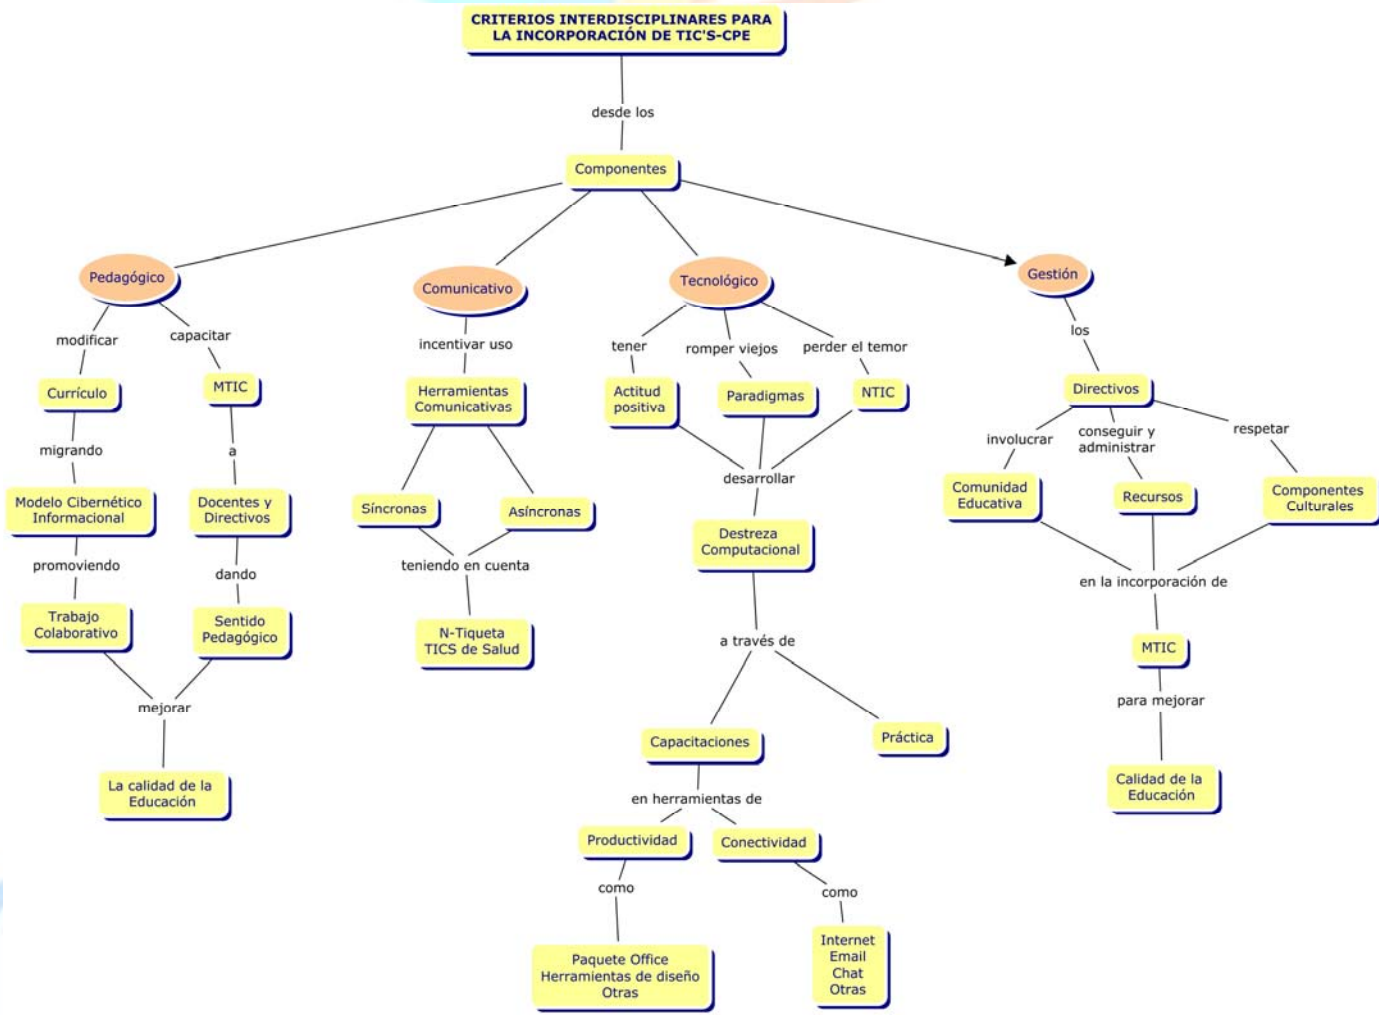 CRITERIOS INTERDISCIPLINARES PARA
LA INCORPORACIÓN DE TIC'S-CPE
desde los
Componentes
Pedagógico
modificar
capacitar
Currículo
MTIC
migrando
a
Modelo Cibernético
Informacional
Docentes y
Directivos
promoviendo
dando
Trabajo
Colaborativo
Sentido
Pedagógico
mejorar
La calidad de la
Educación
Comunicativo
incentivar uso
Herramientas
Comunicativas
Síncronas
Asíncronas
teniendo en cuenta
N-Tiqueta
TICS de Salud
Tecnológico
tener
romper viejos
perder el temor
Actitud
positiva
Paradigmas
NTIC
desarrollar
Destreza
Computacional
a través de
Capacitaciones
Práctica
en herramientas de
Productividad
Conectividad
como
como
Paquete Office
Herramientas de diseño
Otras
Internet
Email
Chat
Otras
Gestión
los
Directivos
involucrar
conseguir y
administrar
respetar
Comunidad
Educativa
Recursos
Componentes
Culturales
en la incorporación de
MTIC
para mejorar
Calidad de la
Educación